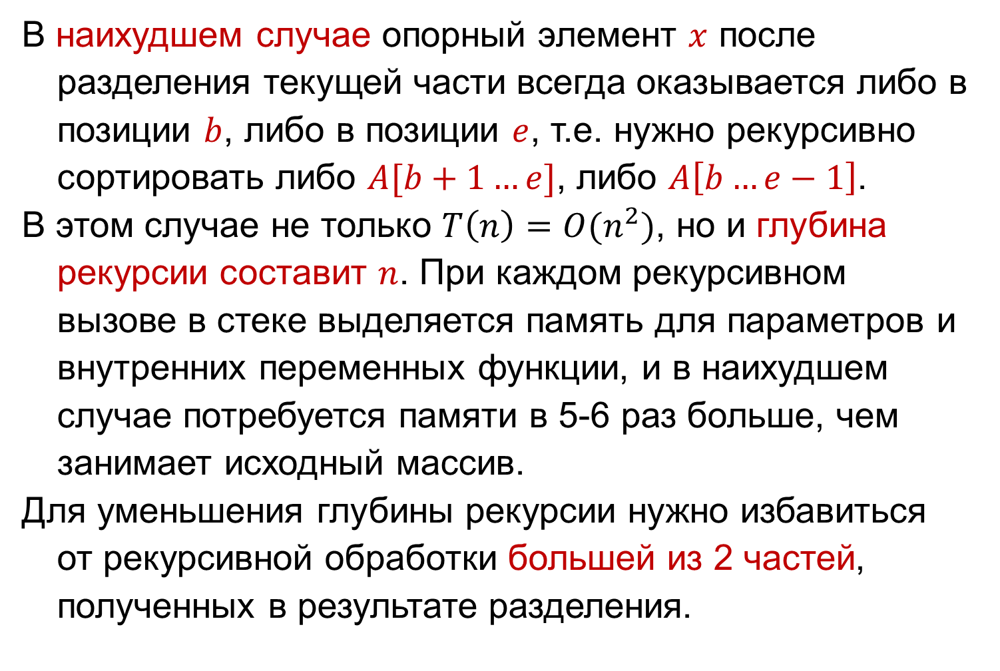 В наихудшем случае опорный элемент x после
разделения текущей части всегда оказывается либо в
позиции b, либо в позиции e, т.е. нужно рекурсивно
сортировать либо A[b + 1 … e], либо A[b … e − 1].
В этом случае не только T(n) = O(n²), но и глубина
рекурсии составит n. При каждом рекурсивном
вызове в стеке выделяется память для параметров и
внутренних переменных функции, и в наихудшем
случае потребуется памяти в 5-6 раз больше, чем
занимает исходный массив.
Для уменьшения глубины рекурсии нужно избавиться
от рекурсивной обработки большей из 2 частей,
полученных в результате разделения.